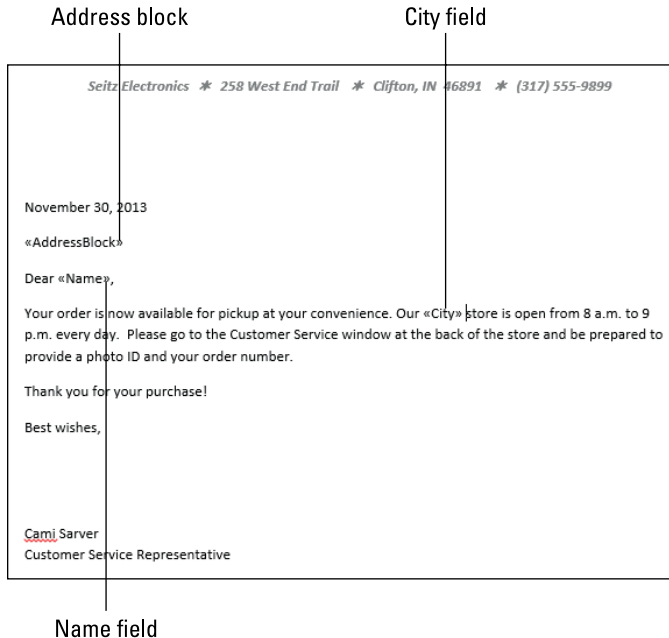 Address block City field
Seitz Electronics ∗ 258 West End Trail ∗ Clifton, IN 46891 ∗ (317) 555-9899
November 30, 2013
«AddressBlock»
Dear «Name»,
Your order is now available for pickup at your convenience. Our «City» store is open from 8 a.m. to 9
p.m. every day. Please go to the Customer Service window at the back of the store and be prepared to
provide a photo ID and your order number.
Thank you for your purchase!
Best wishes,
Cami Sarver
Customer Service Representative
Name field